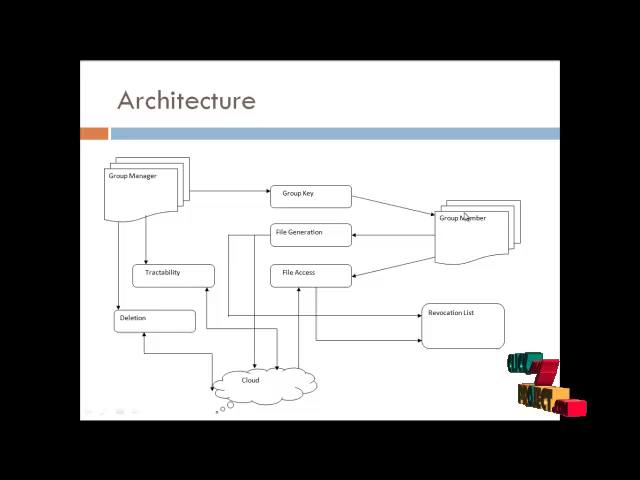 Architecture
Group Manager
Group Key
Group Member
File Generation
Tractability
File Access
Deletion
Revocation List
Cloud